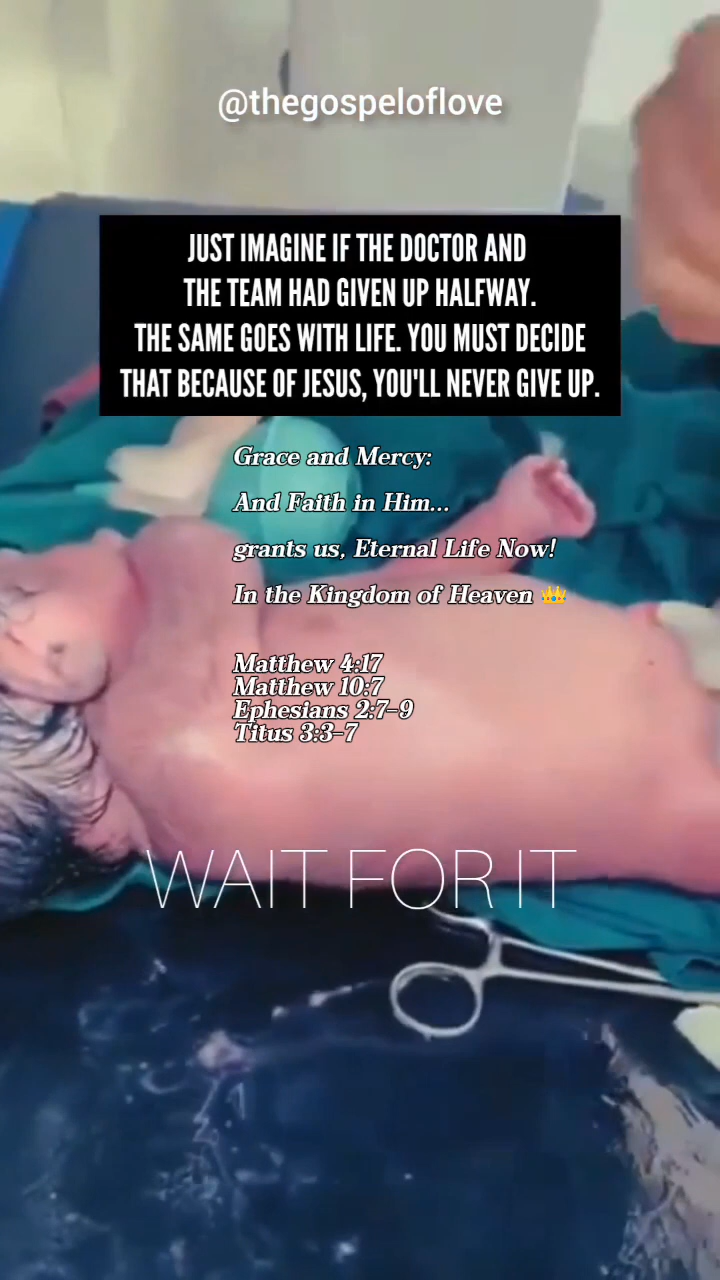 @thegospeloflove
JUST IMAGINE IF THE DOCTOR AND
THE TEAM HAD GIVEN UP HALFWAY.
THE SAME GOES WITH LIFE. YOU MUST DECIDE
THAT BECAUSE OF JESUS, YOU'LL NEVER GIVE UP.
Grace and Mercy:
And Faith in Him...
grants us, Eternal Life Now!
In the Kingdom of Heaven 👑
Matthew 4:17
Matthew 10:7
Ephesians 2:7-9
Titus 3:3-7
WAIT FOR IT